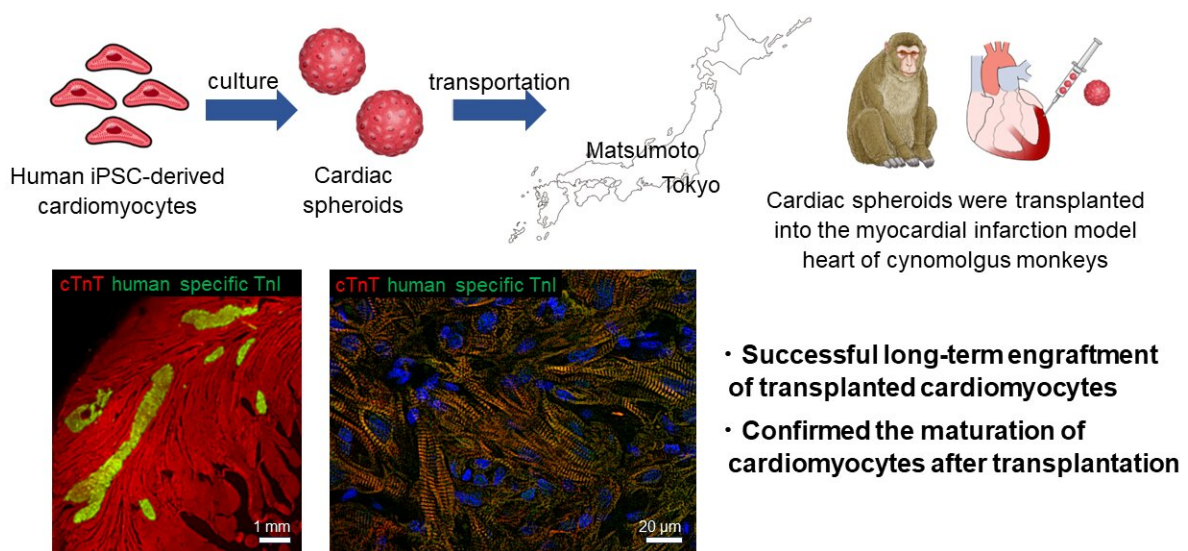 culture
transportation
Human iPSC-derived
cardiomyocytes
Cardiac
spheroids
Matsumoto
Tokyo
Cardiac spheroids were transplanted
into the myocardial infarction model
heart of cynomolgus monkeys
cTnT human specific TnI
1 mm
cTnT human specific TnI
20 μm
・Successful long-term engraftment
of transplanted cardiomyocytes
・Confirmed the maturation of
cardiomyocytes after transplantation